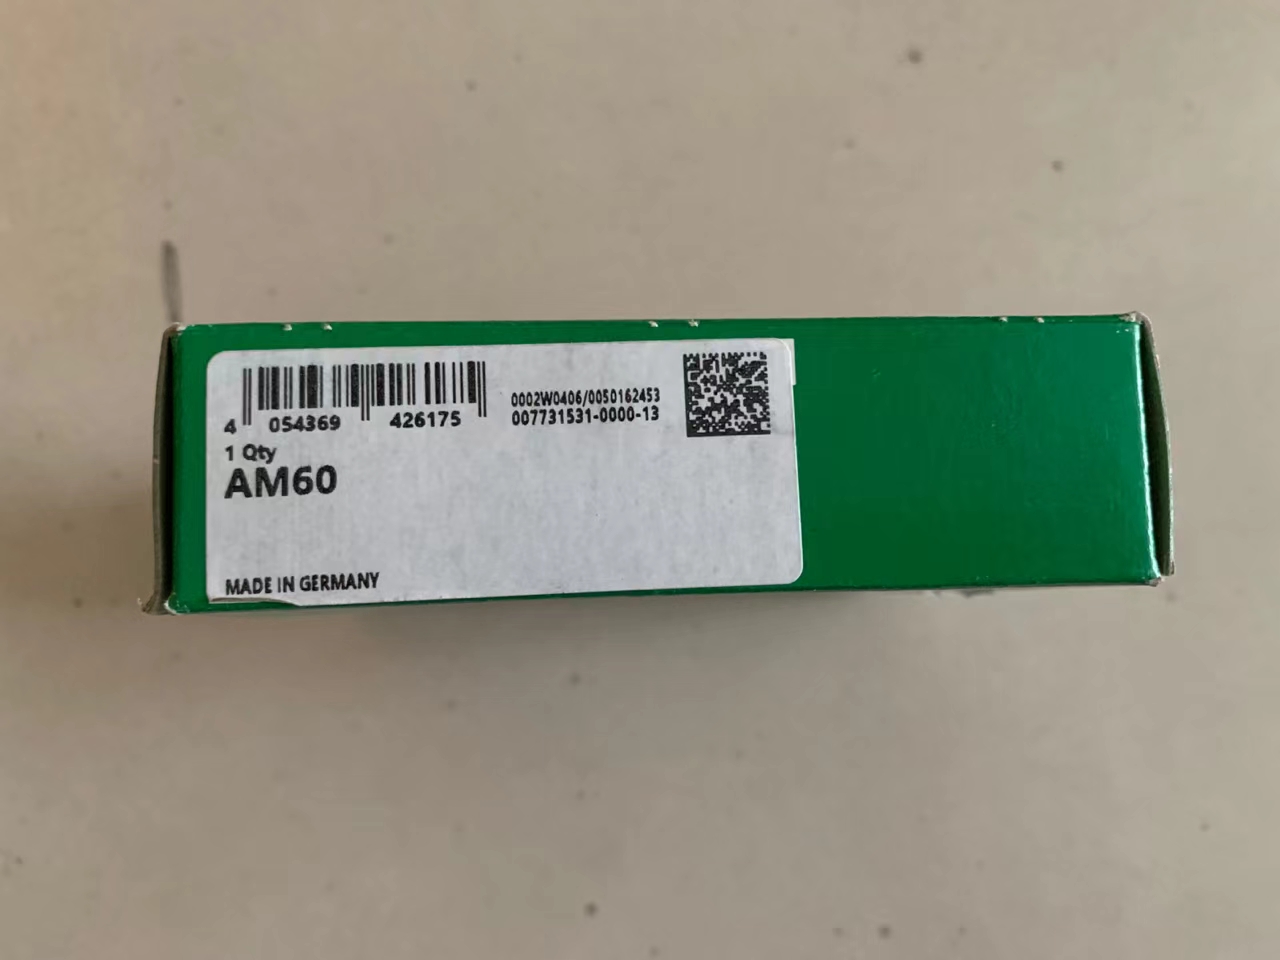 4 054369 426175
0002W0406/0050162453
007731531-0000-13
1 Qty
AM60
MADE IN GERMANY